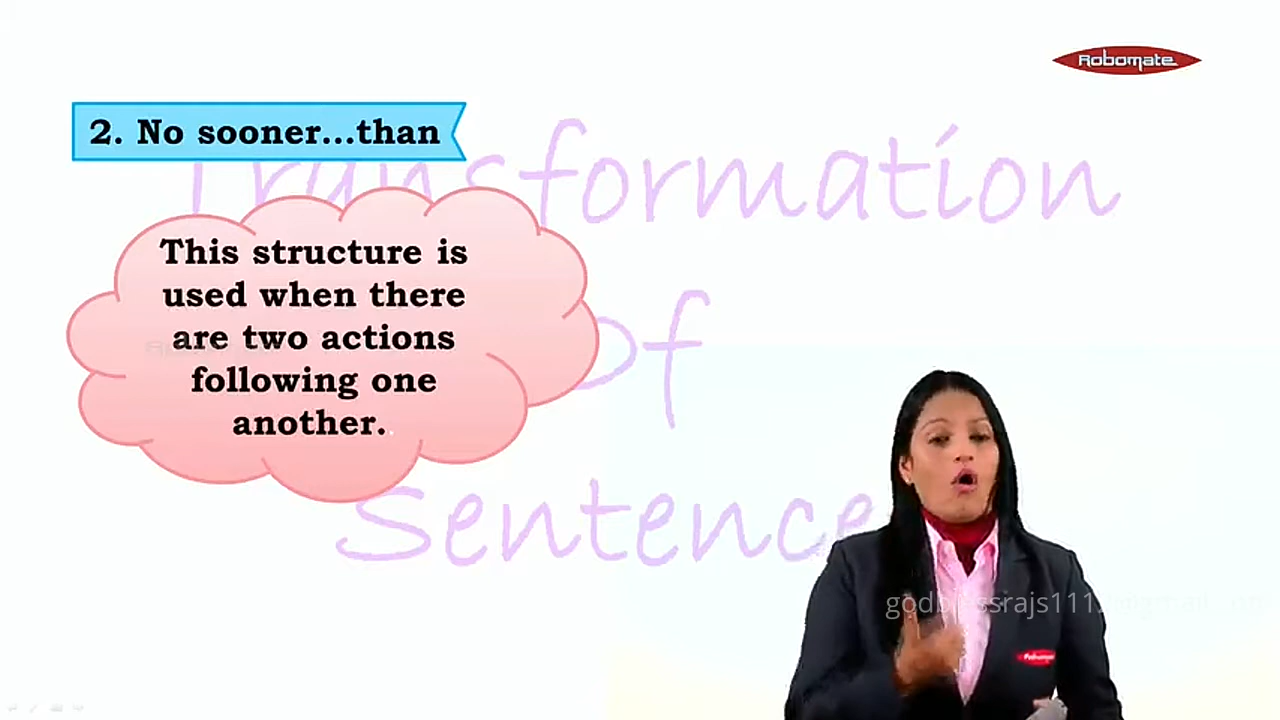 Robomate
2. No sooner...than
Transformation
This structure is
used when there
are two actions
following one
another.
of
Sentence